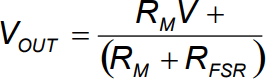 V_OUT = R_M V + / (R_M + R_FSR)